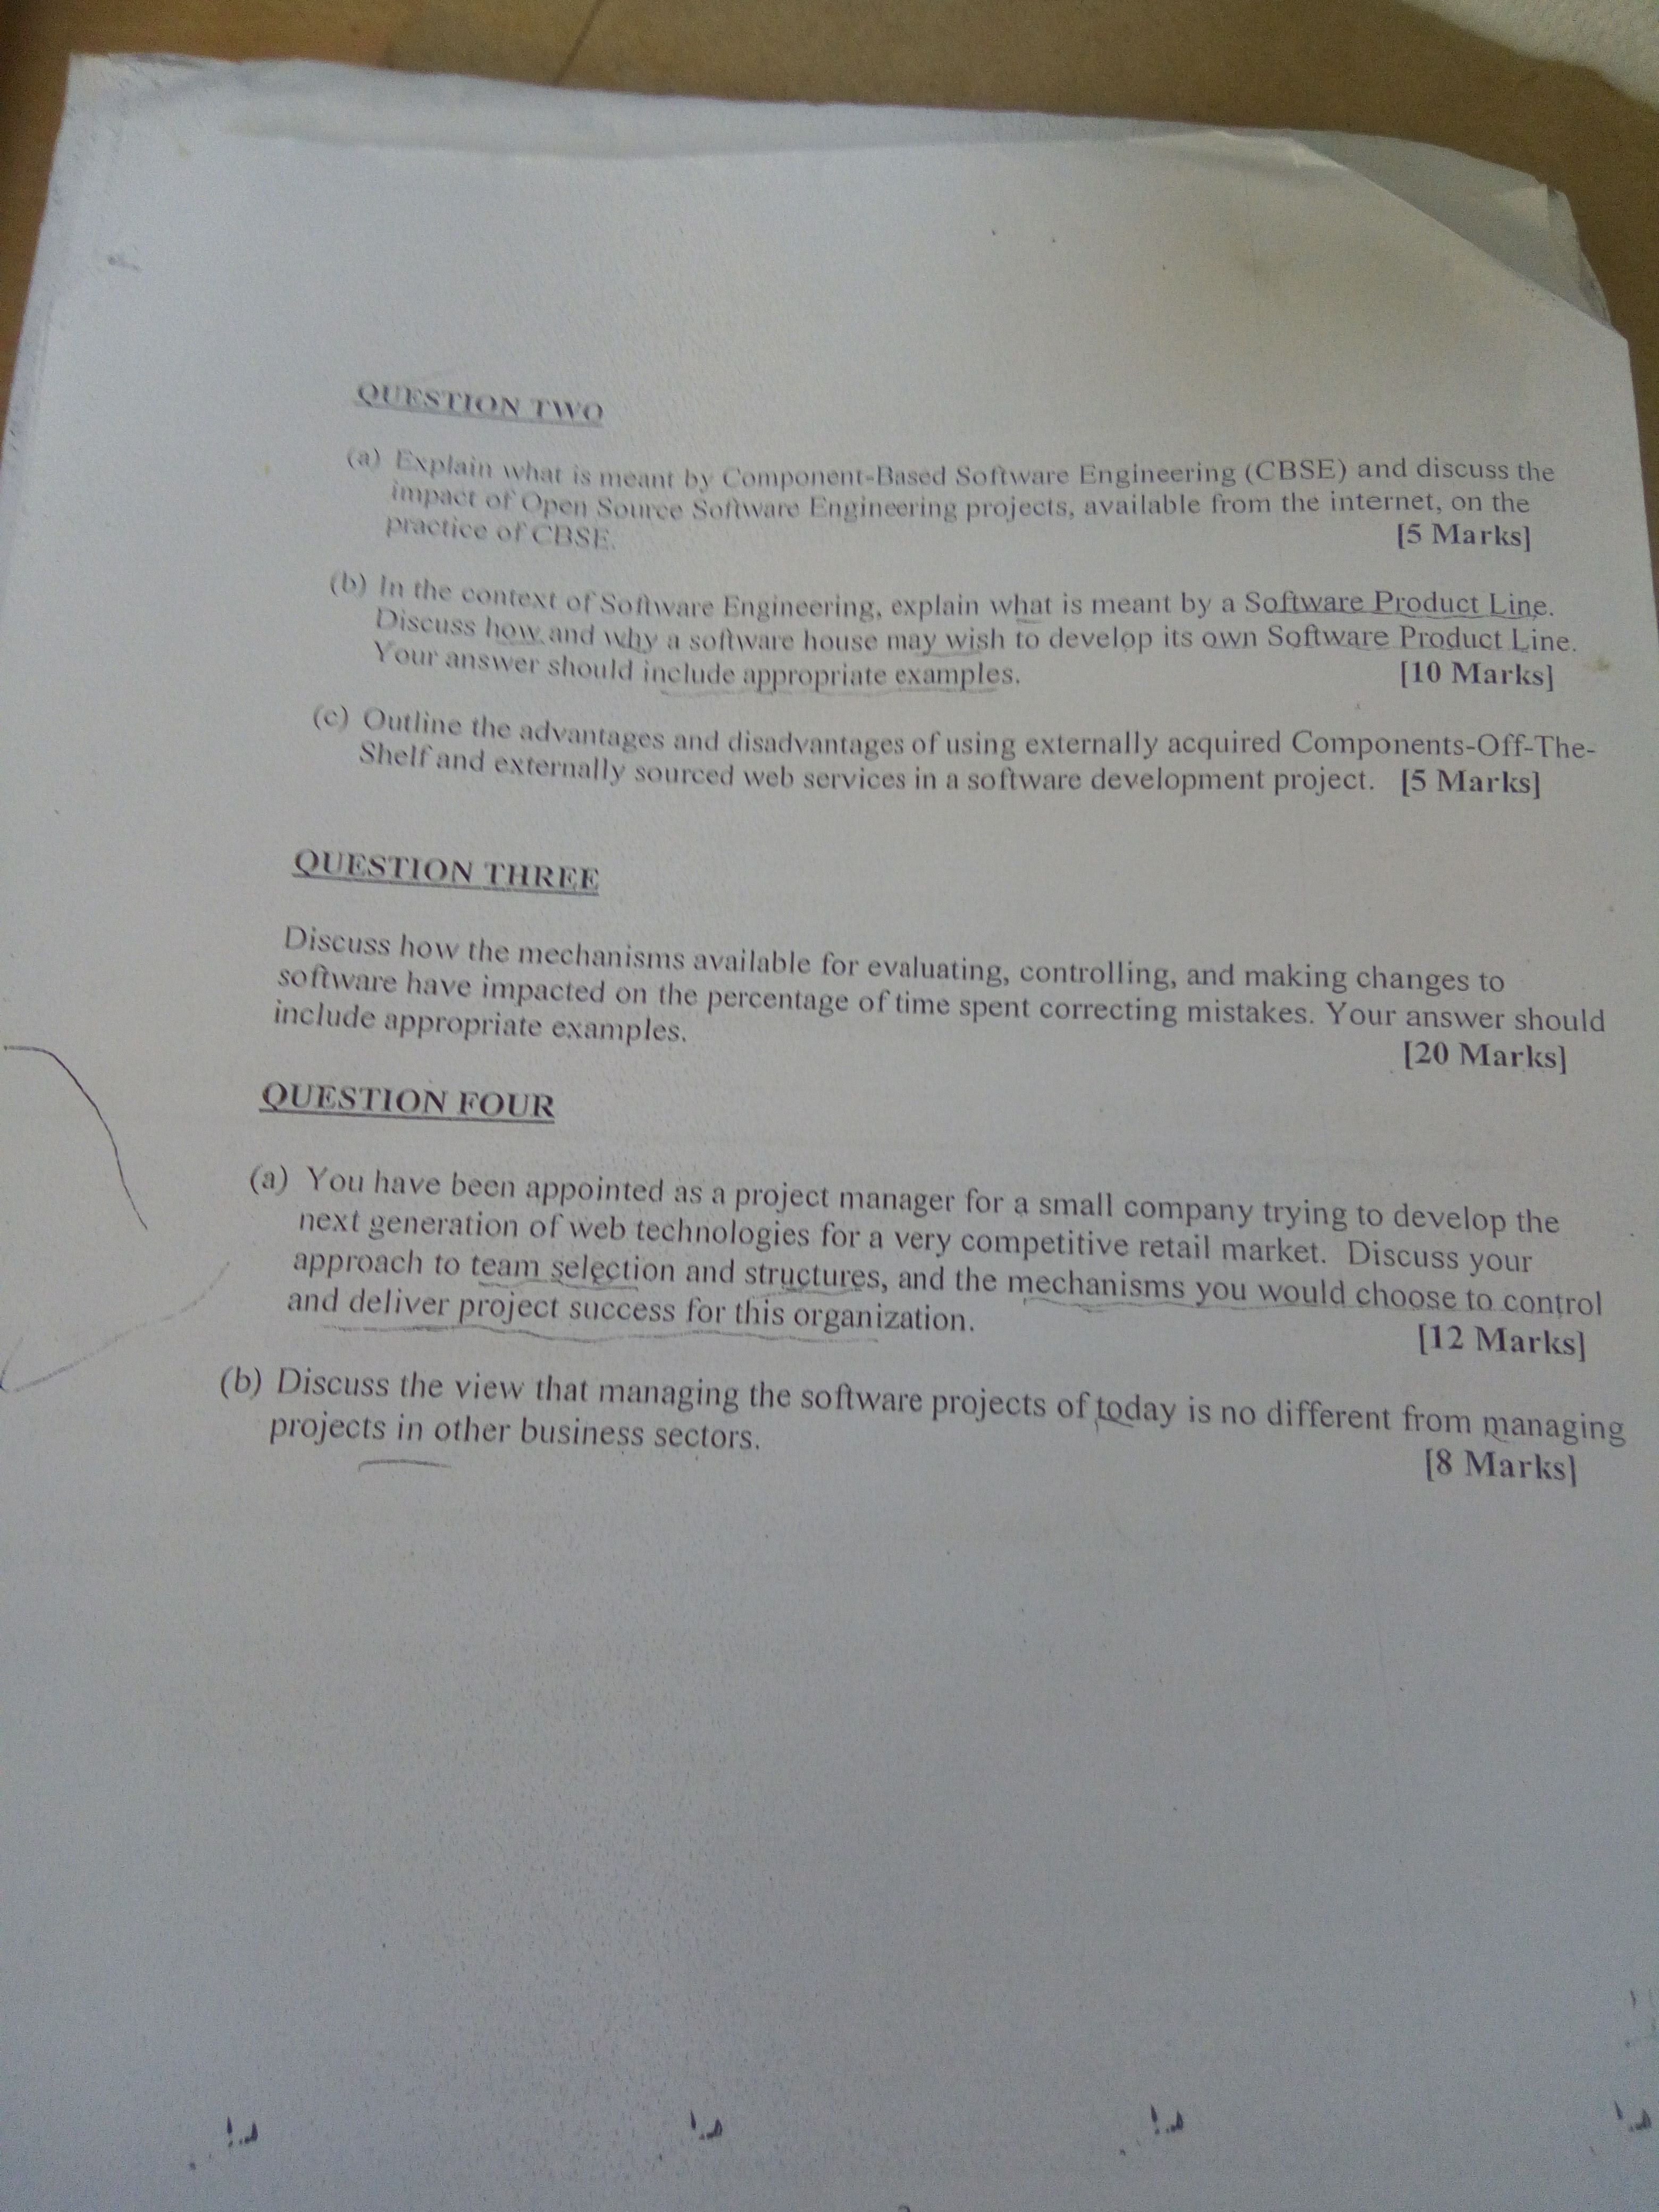 QUESTION TWO
(a) Explain what is meant by Component-Based Software Engineering (CBSE) and discuss the
impact of Open Source Software Engineering projects, available from the internet, on the
practice of CBSE.
[5 Marks]
(b) In the context of Software Engineering, explain what is meant by a Software Product Line.
Discuss how and why a software house may wish to develop its own Software Product Line.
Your answer should include appropriate examples.
[10 Marks]
(c) Outline the advantages and disadvantages of using externally acquired Components-Off-The-
Shelf and externally sourced web services in a software development project. [5 Marks]
QUESTION THREE
Discuss how the mechanisms available for evaluating, controlling, and making changes to
software have impacted on the percentage of time spent correcting mistakes. Your answer should
include appropriate examples.
[20 Marks]
QUESTION FOUR
(a) You have been appointed as a project manager for a small company trying to develop the
next generation of web technologies for a very competitive retail market. Discuss your
approach to team selection and structures, and the mechanisms you would choose to control
and deliver project success for this organization.
[12 Marks]
(b) Discuss the view that managing the software projects of today is no different from managing
projects in other business sectors.
[8 Marks]